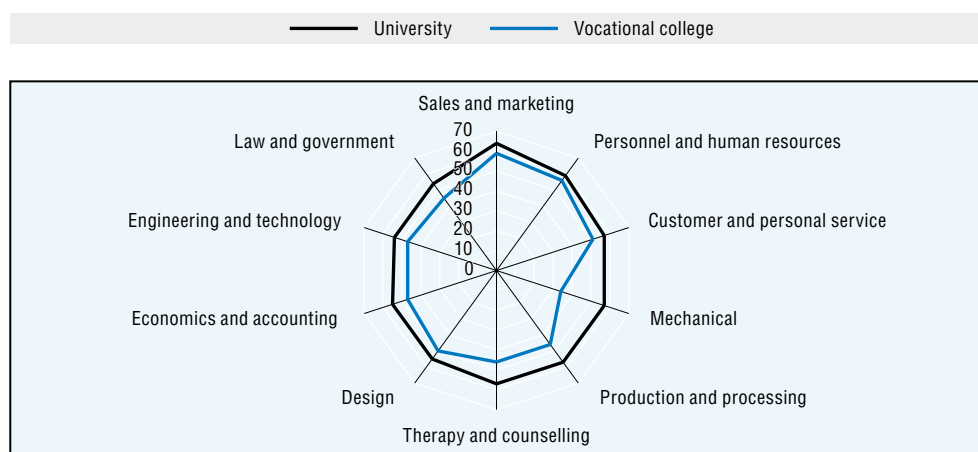 University Vocational college
Sales and marketing
Law and government
Personnel and human resources
Engineering and technology
Customer and personal service
Economics and accounting
Mechanical
Design
Production and processing
Therapy and counselling
70
60
50
40
30
20
10
0